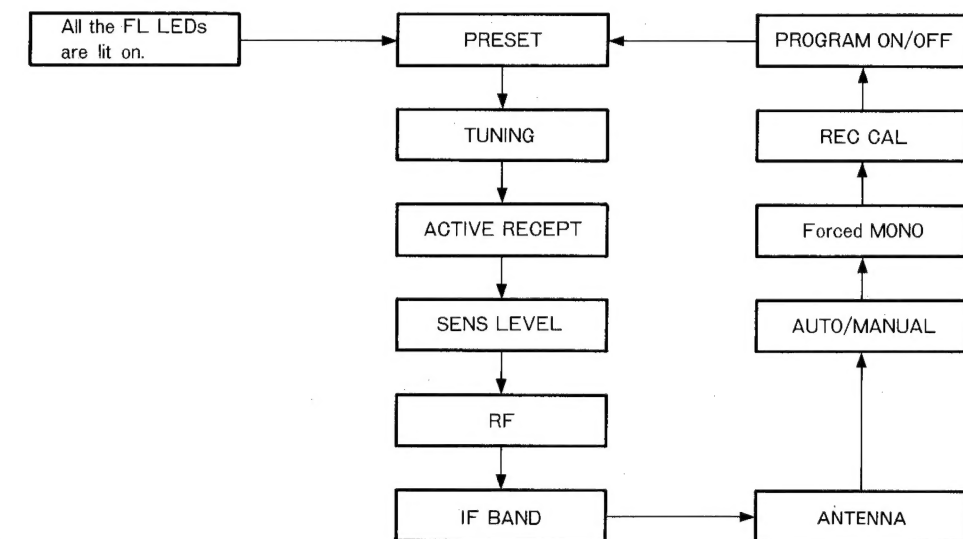 All the FL LEDs
are lit on.
PRESET
TUNING
ACTIVE RECEPT
SENS LEVEL
RF
IF BAND
ANTENNA
AUTO/MANUAL
Forced MONO
REC CAL
PROGRAM ON/OFF